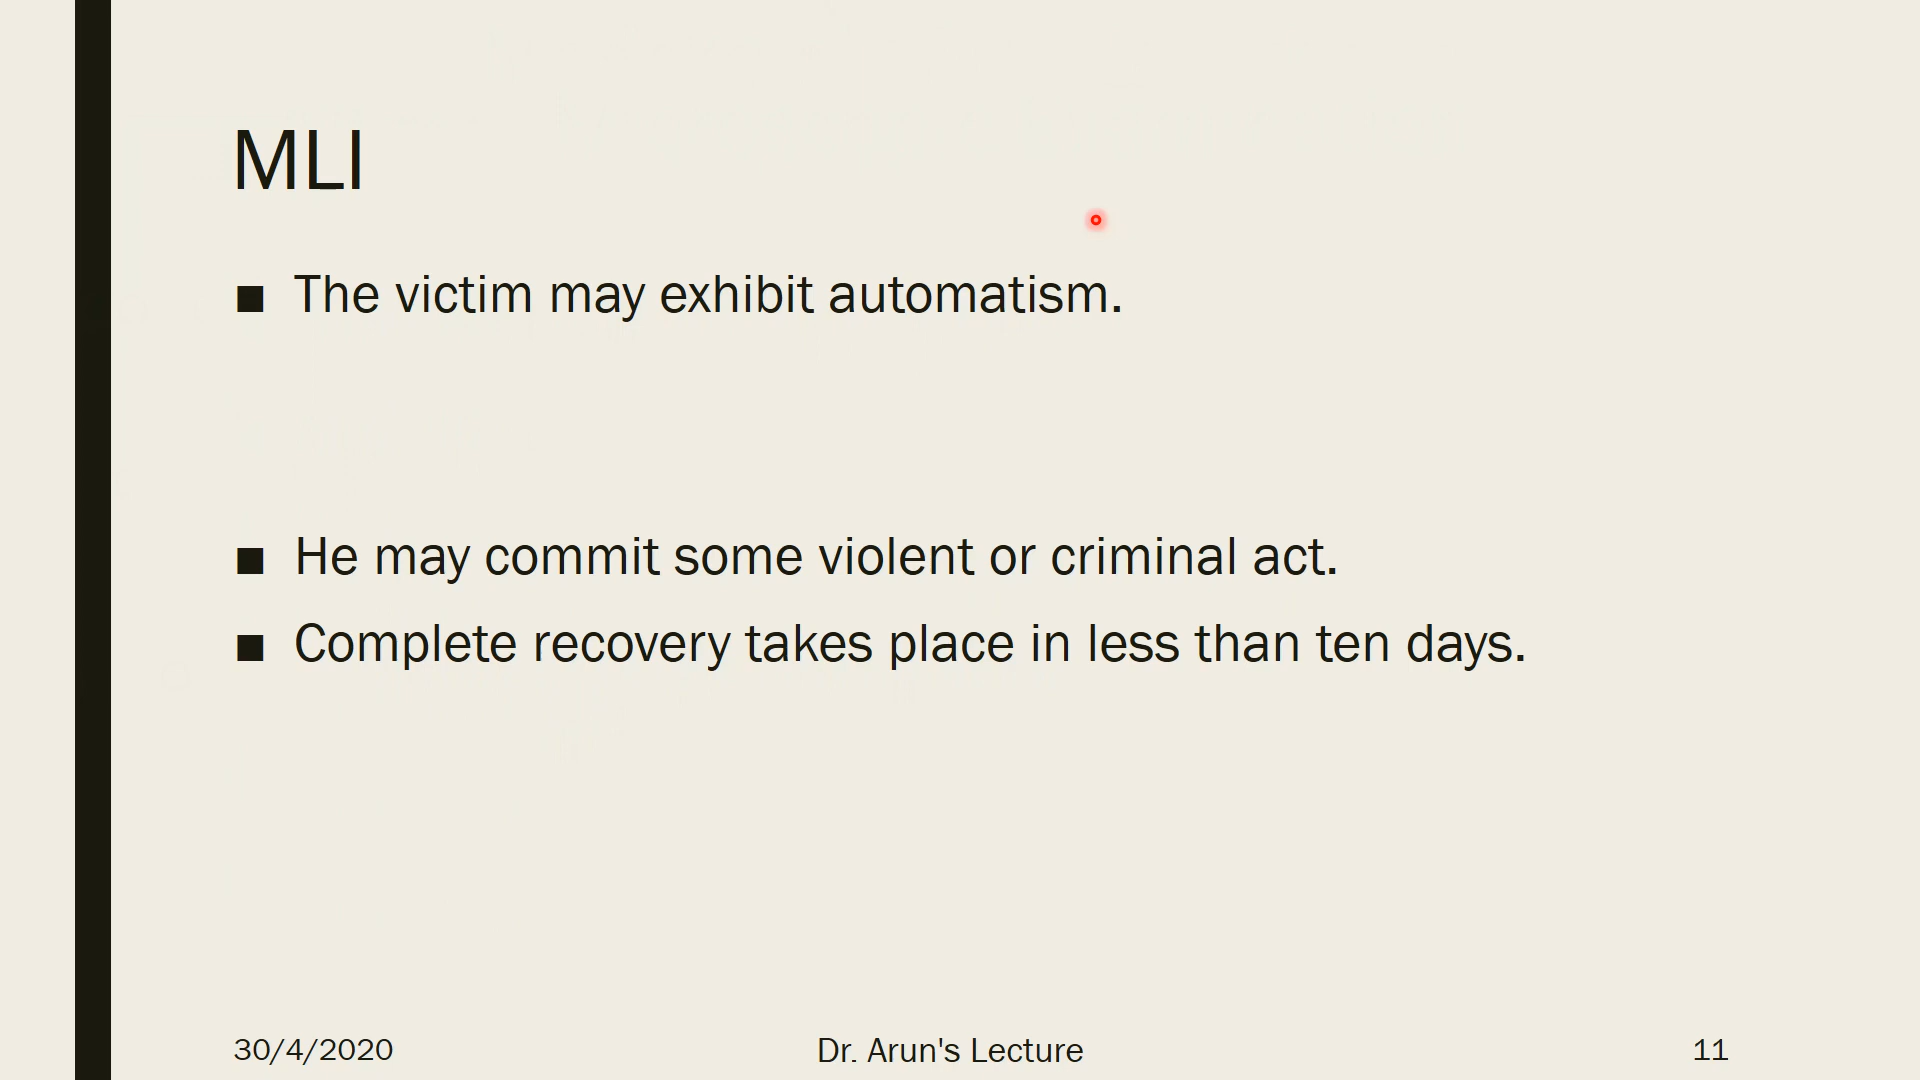 MLI
■ The victim may exhibit automatism.
■ He may commit some violent or criminal act.
■ Complete recovery takes place in less than ten days.
30/4/2020 Dr. Arun's Lecture 11